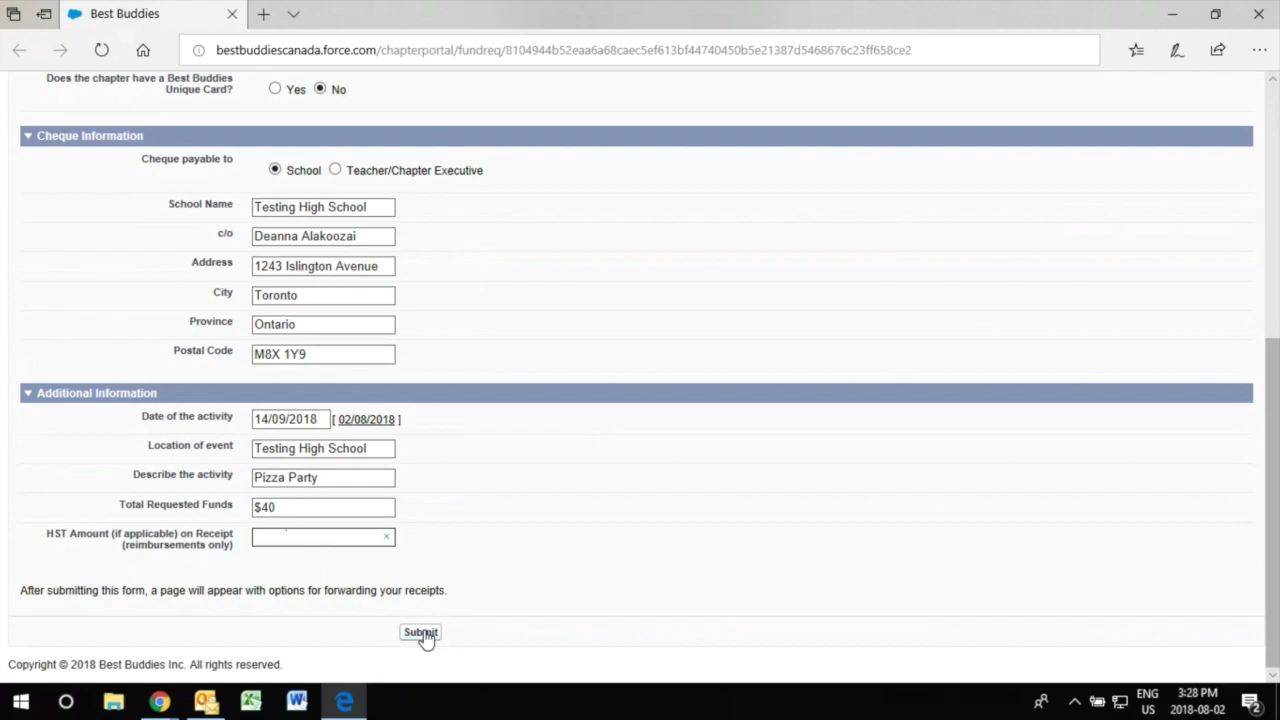 Best Buddies
bestbuddiescanada.force.com/chapterportal/fundreq/8104944b52eaa6a68caec5ef613bf44740450b5e21387d5468676c23ff658ce2
Does the chapter have a Best Buddies
Unique Card?
Yes No
Cheque Information
Cheque payable to
School Teacher/Chapter Executive
School Name Testing High School
c/o Deanna Alakoozai
Address 1243 Islington Avenue
City Toronto
Province Ontario
Postal Code M8X 1Y9
Additional Information
Date of the activity 14/09/2018 [ 02/08/2018 ]
Location of event Testing High School
Describe the activity Pizza Party
Total Requested Funds $40
HST Amount (if applicable) on Receipt
(reimbursements only)
After submitting this form, a page will appear with options for forwarding your receipts.
Submit
Copyright © 2018 Best Buddies Inc. All rights reserved.
ENG 3:28 PM
US 2018-08-02
2